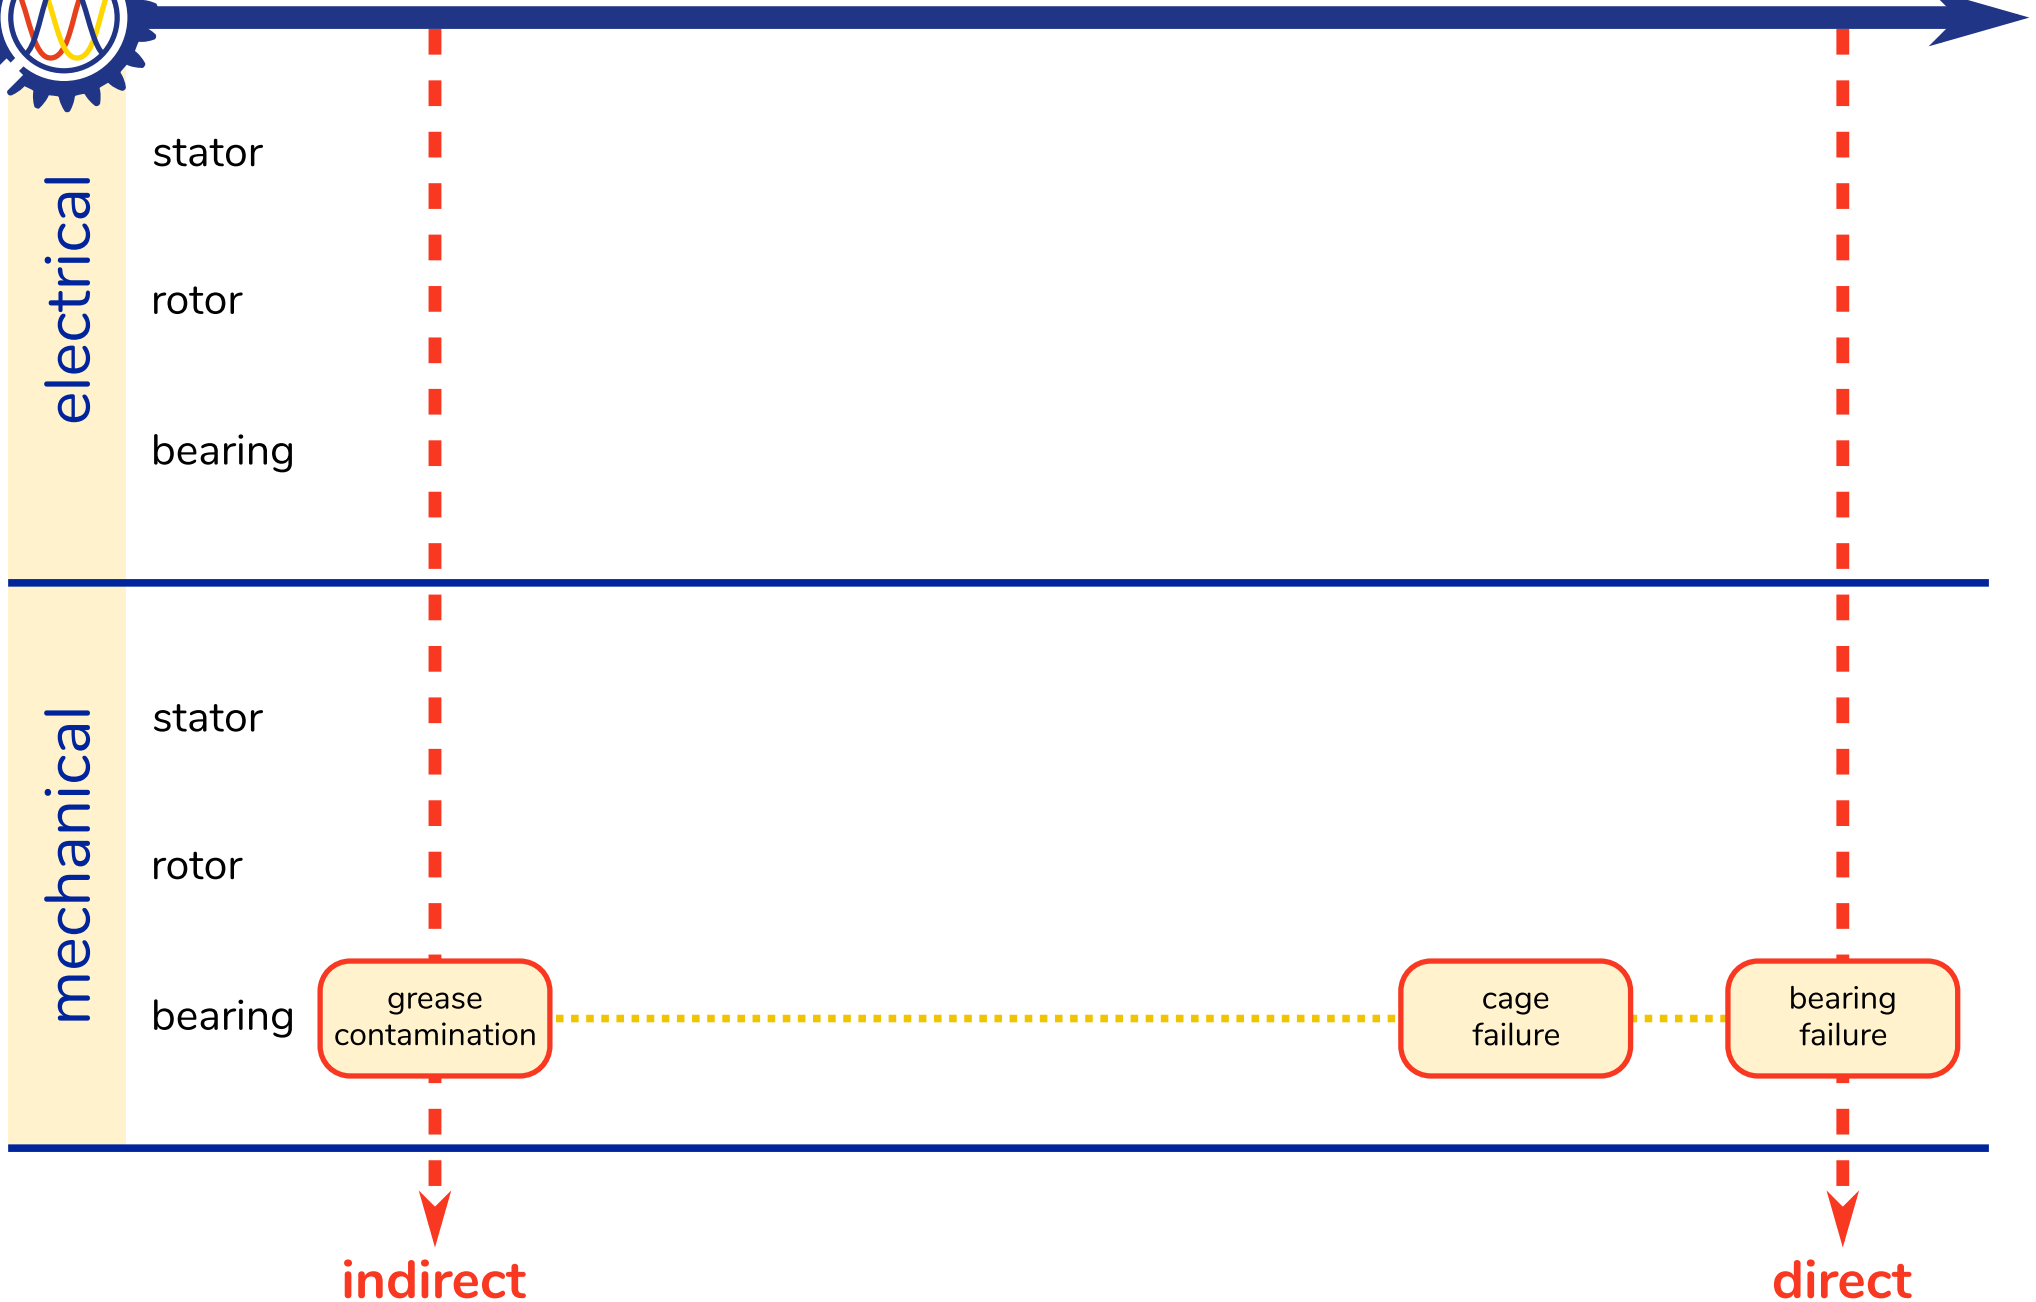 electrical
stator
rotor
bearing
mechanical
stator
rotor
bearing
grease
contamination
cage
failure
bearing
failure
indirect
direct